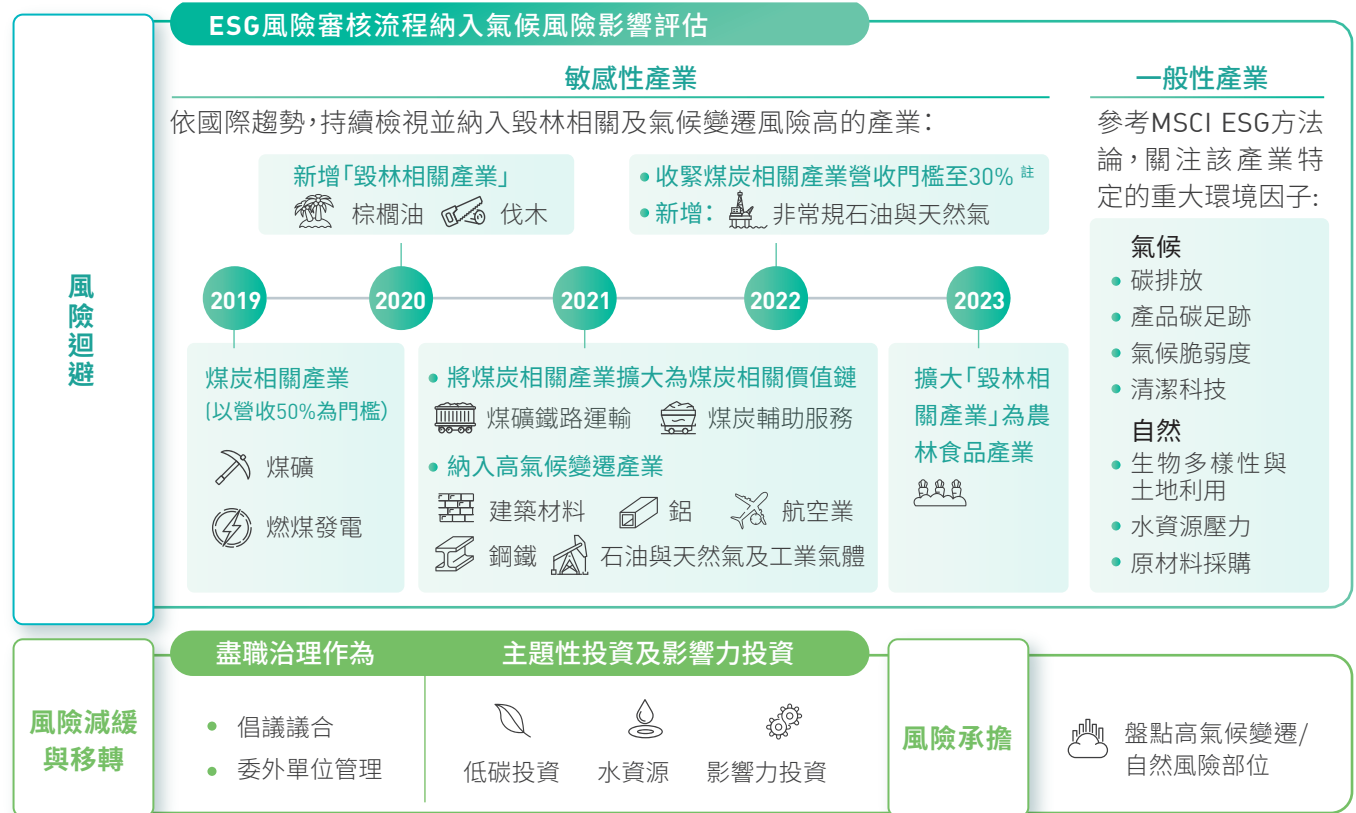 ESG風險審核流程納入氣候風險影響評估
風險迴避
敏感性產業
依國際趨勢,持續檢視並納入毀林相關及氣候變遷風險高的產業:
新增「毀林相關產業」
棕櫚油 伐木
• 收緊煤炭相關產業營收門檻至30% 註
• 新增: 非常規石油與天然氣
2019 2020 2021 2022 2023
煤炭相關產業
(以營收50%為門檻)
煤礦
燃煤發電
• 將煤炭相關產業擴大為煤炭相關價值鏈
煤礦鐵路運輸 煤炭輔助服務
• 納入高氣候變遷產業
建築材料 鋁 航空業
鋼鐵 石油與天然氣及工業氣體
擴大「毀林相
關產業」為農
林食品產業
一般性產業
參考MSCI ESG方法
論,關注該產業特
定的重大環境因子:
氣候
• 碳排放
• 產品碳足跡
• 氣候脆弱度
• 清潔科技
自然
• 生物多樣性與
土地利用
• 水資源壓力
• 原材料採購
風險減緩
與移轉
盡職治理作為
• 倡議議合
• 委外單位管理
主題性投資及影響力投資
低碳投資 水資源 影響力投資
風險承擔
盤點高氣候變遷/
自然風險部位